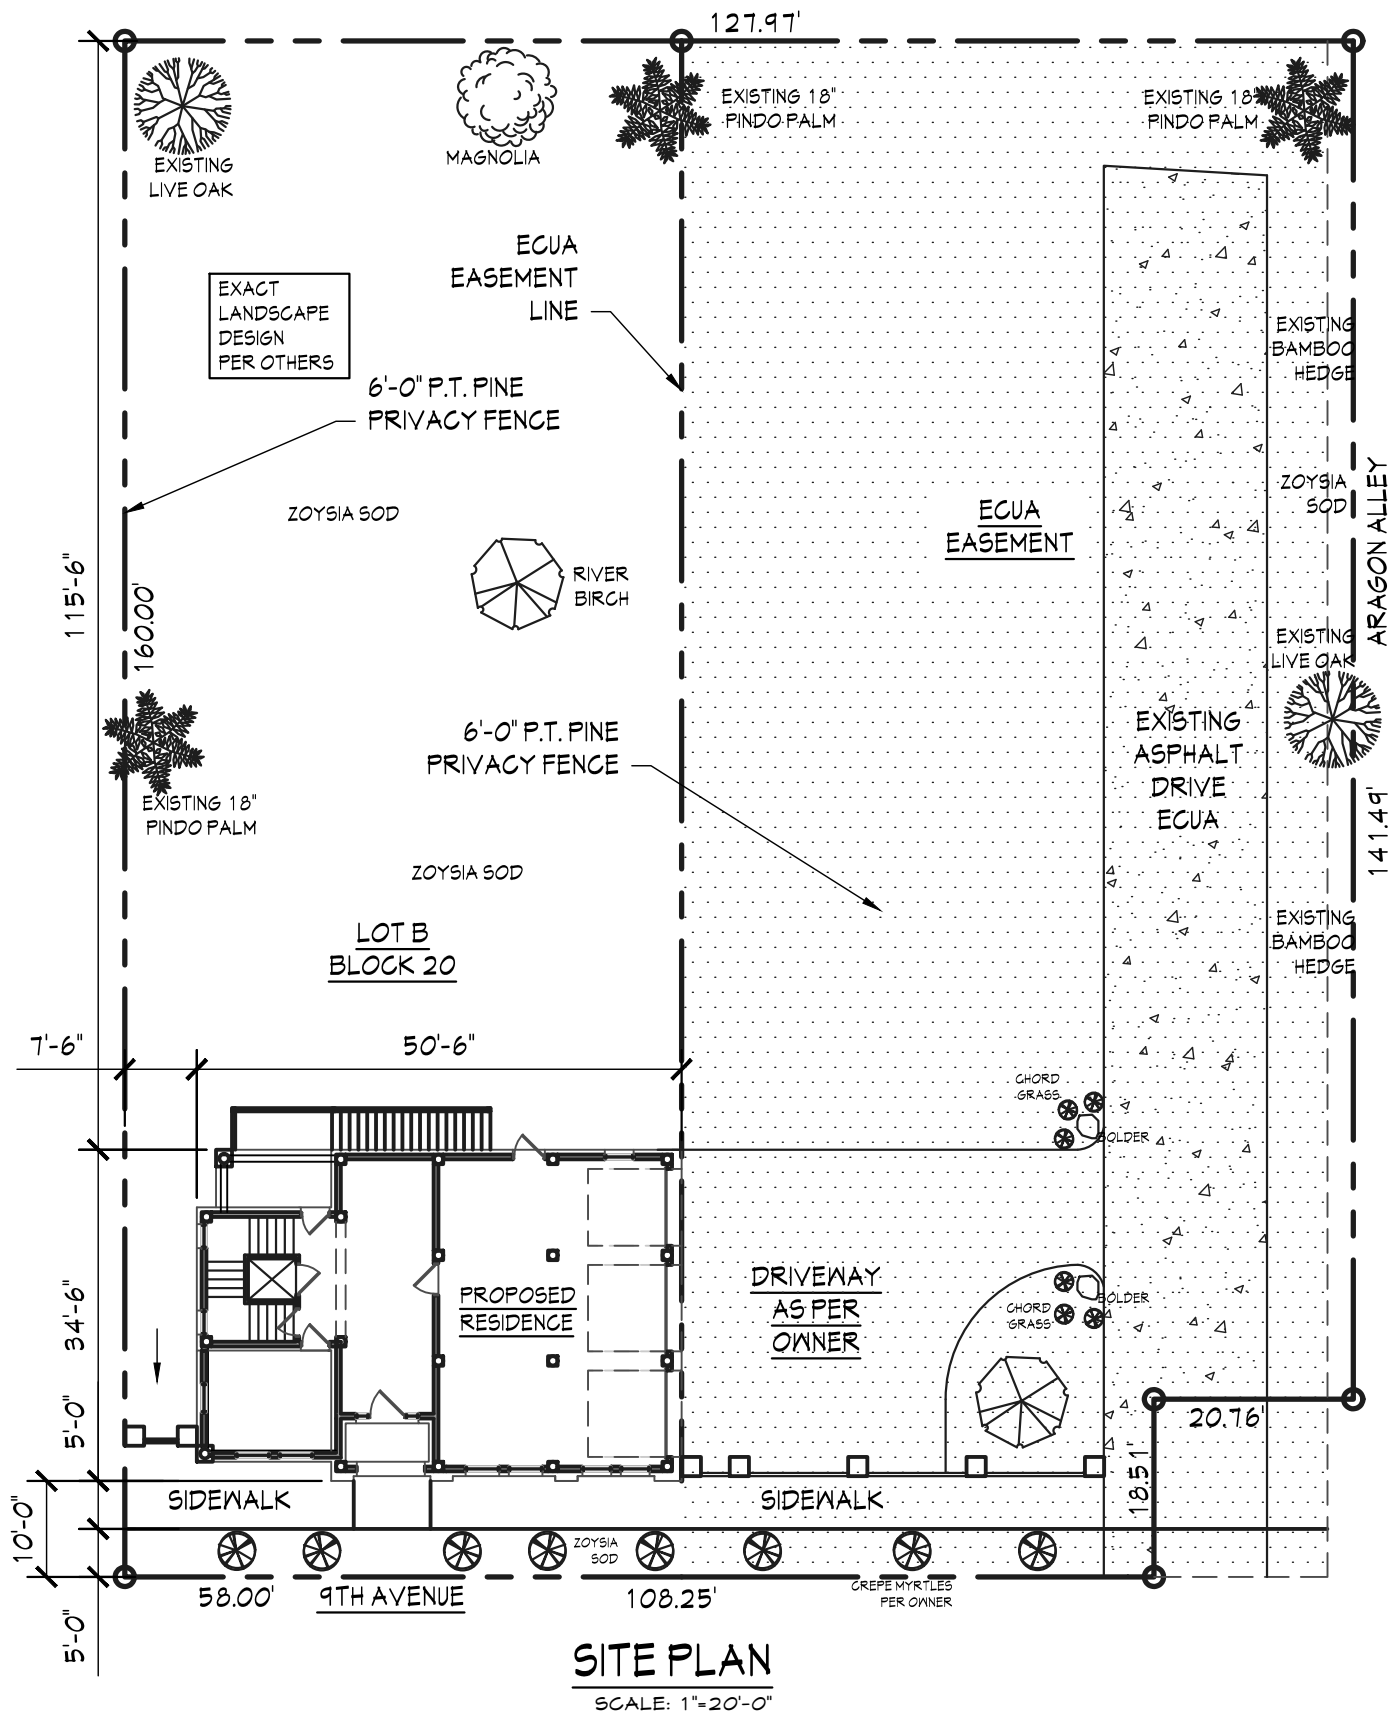 127.97'
EXISTING
LIVE OAK
MAGNOLIA
EXISTING 18"
PINDO PALM
EXISTING 18"
PINDO PALM
ECUA
EASEMENT
LINE
EXACT
LANDSCAPE
DESIGN
PER OTHERS
6'-0" P.T. PINE
PRIVACY FENCE
EXISTING
BAMBOO
HEDGE
ZOYSIA SOD
ECUA
EASEMENT
ZOYSIA
SOD
ARAGON ALLEY
115'-6"
160.00'
RIVER
BIRCH
EXISTING
LIVE OAK
6'-0" P.T. PINE
PRIVACY FENCE
EXISTING
ASPHALT
DRIVE
ECUA
141.49'
EXISTING 18"
PINDO PALM
ZOYSIA SOD
LOT B
BLOCK 20
EXISTING
BAMBOO
HEDGE
7'-6"
50'-6"
CHORD
GRASS
BOLDER
34'-6"
PROPOSED
RESIDENCE
DRIVEWAY
AS PER
OWNER
CHORD
GRASS
BOLDER
5'-0"
20.76'
18.51'
10'-0"
SIDEWALK
SIDEWALK
ZOYSIA
SOD
5'-0"
58.00'
9TH AVENUE
108.25'
CREPE MYRTLES
PER OWNER
SITE PLAN
SCALE: 1"=20'-0"